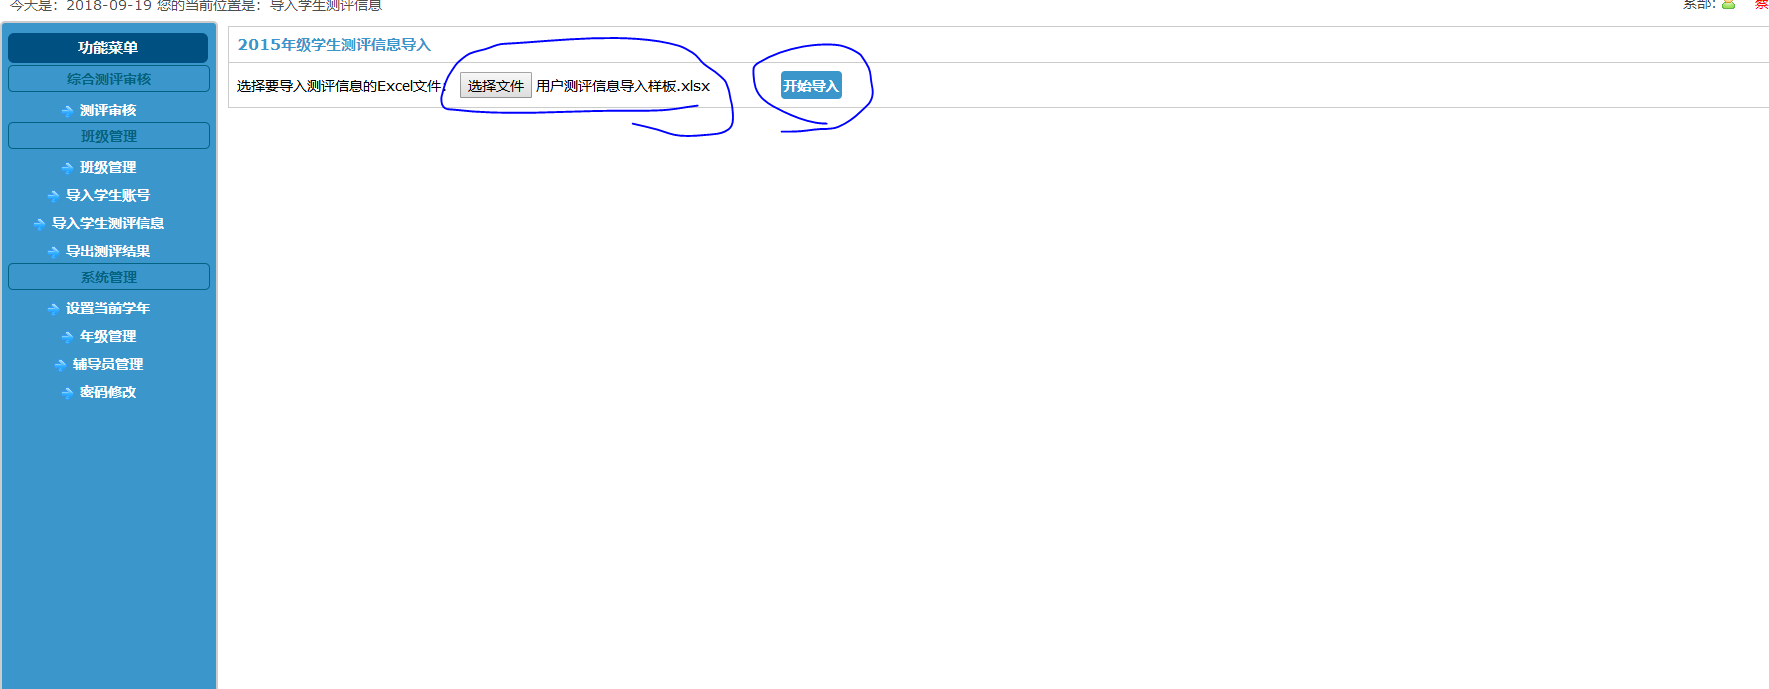 今天是：2018-09-19 您的当前位置是：导入学生测评信息
系部：
蔡
功能菜单
综合测评审核
测评审核
班级管理
班级管理
导入学生账号
导入学生测评信息
导出测评结果
系统管理
设置当前学年
年级管理
辅导员管理
密码修改
2015年级学生测评信息导入
选择要导入测评信息的Excel文件： 选择文件 用户测评信息导入样板.xlsx 开始导入